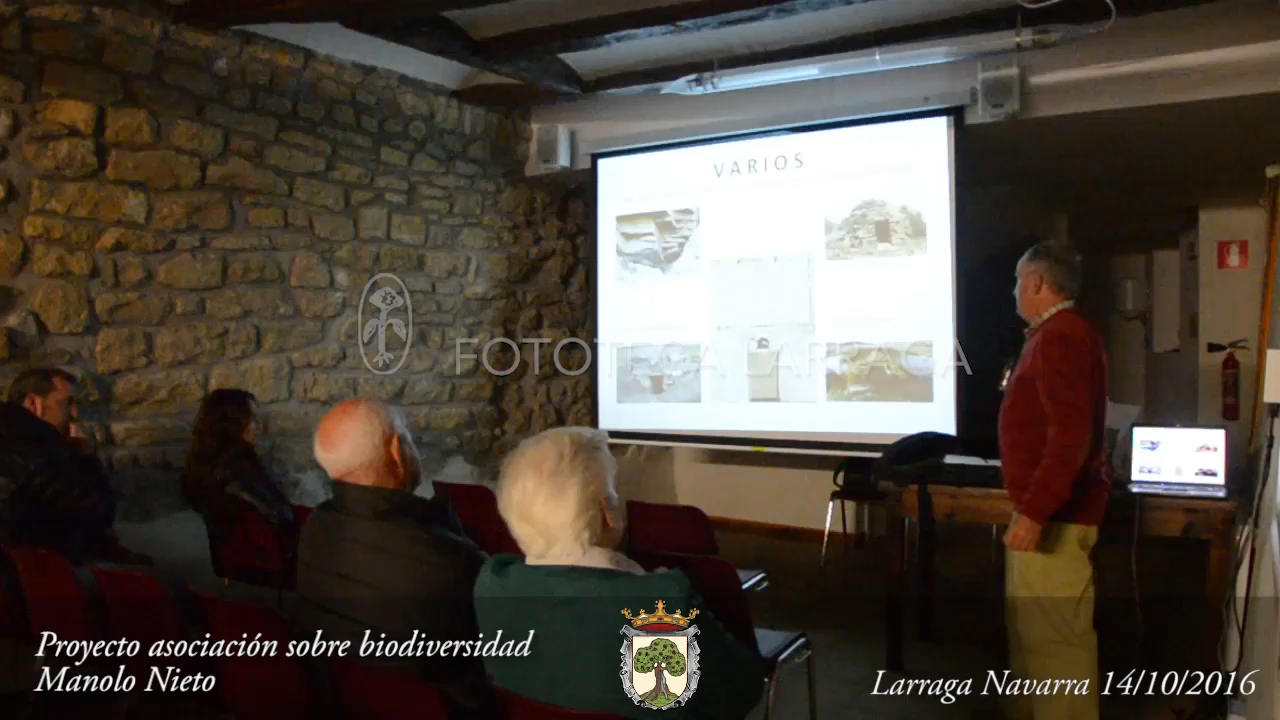 VARIOS
FOTOTECA LARRAGA
Proyecto asociación sobre biodiversidad
Manolo Nieto
Larraga Navarra 14/10/2016